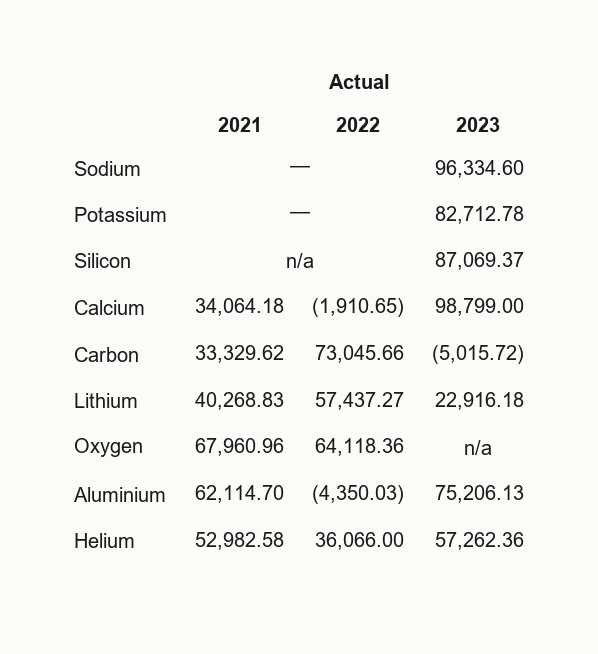 Actual
2021 2022 2023
Sodium — 96,334.60
Potassium — 82,712.78
Silicon n/a 87,069.37
Calcium 34,064.18 (1,910.65) 98,799.00
Carbon 33,329.62 73,045.66 (5,015.72)
Lithium 40,268.83 57,437.27 22,916.18
Oxygen 67,960.96 64,118.36 n/a
Aluminium 62,114.70 (4,350.03) 75,206.13
Helium 52,982.58 36,066.00 57,262.36